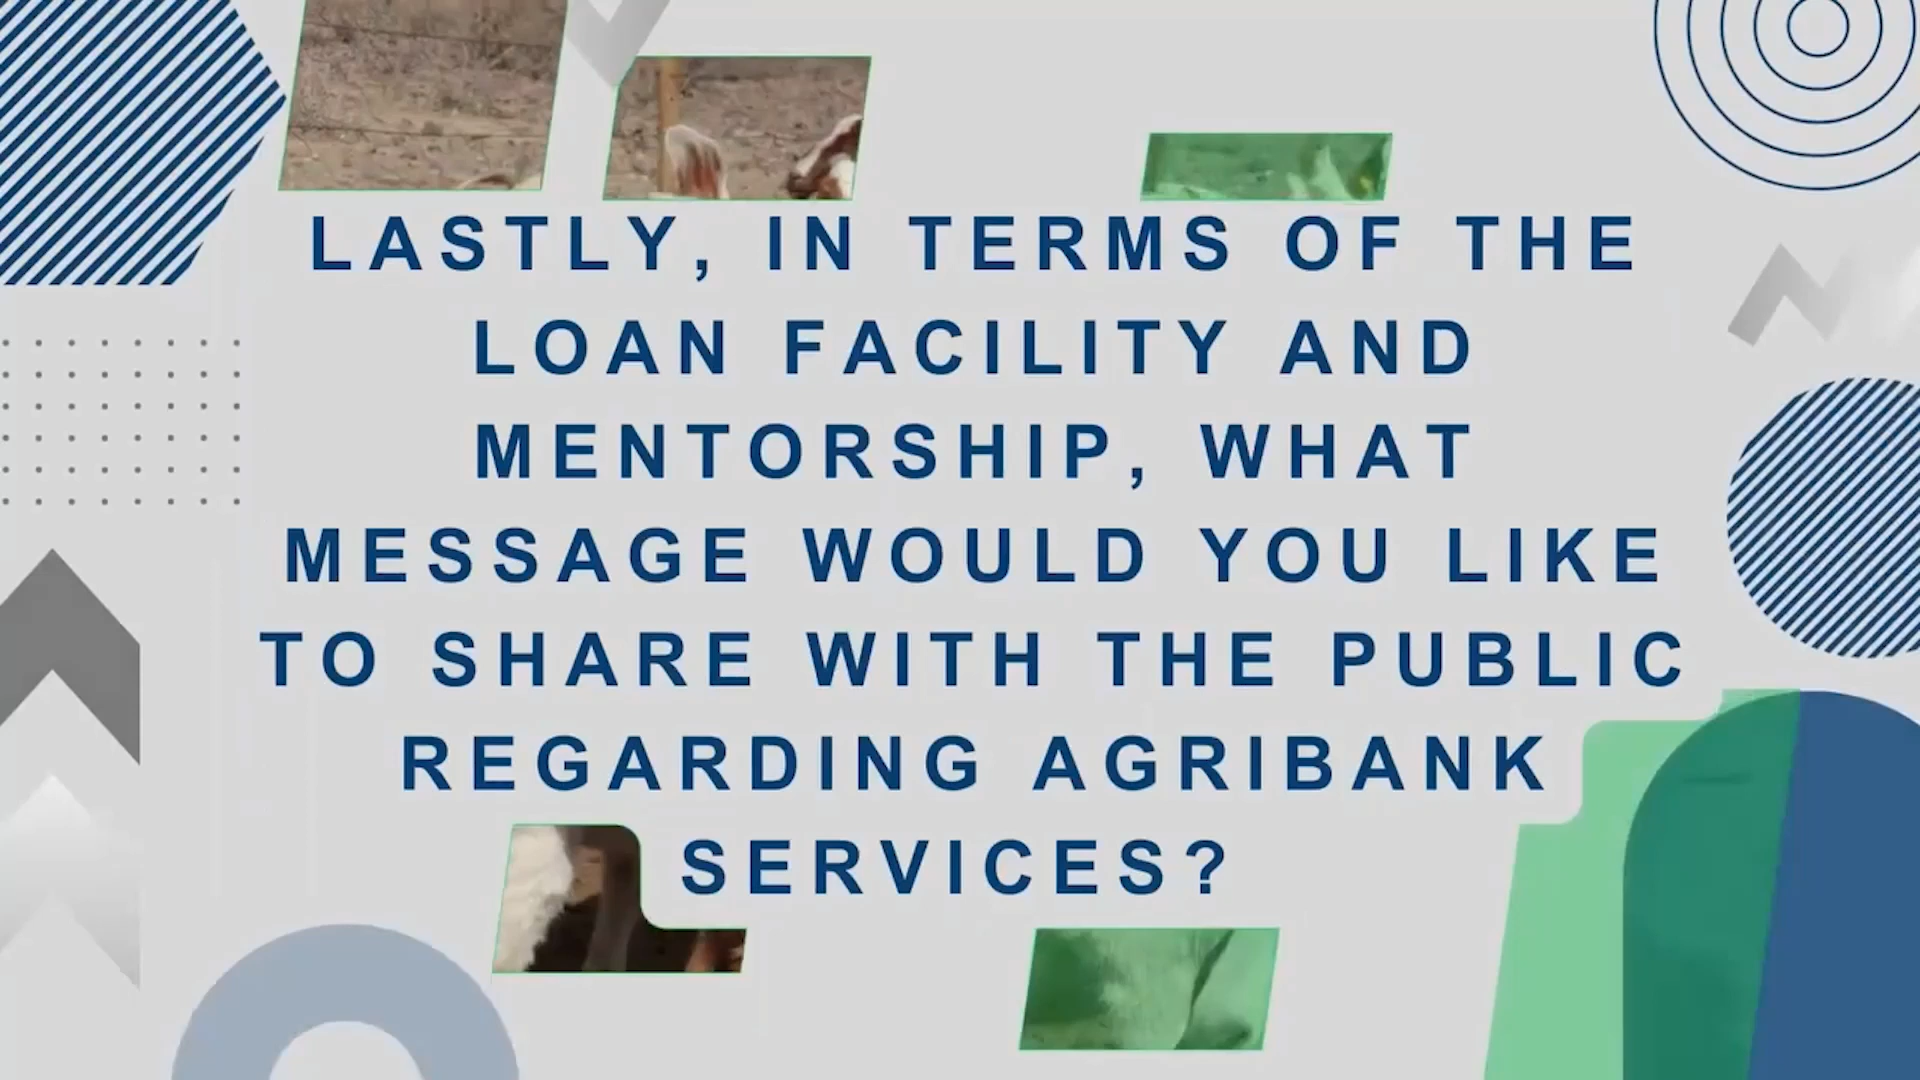 LASTLY, IN TERMS OF THE
LOAN FACILITY AND
MENTORSHIP, WHAT
MESSAGE WOULD YOU LIKE
TO SHARE WITH THE PUBLIC
REGARDING AGRIBANK
SERVICES?